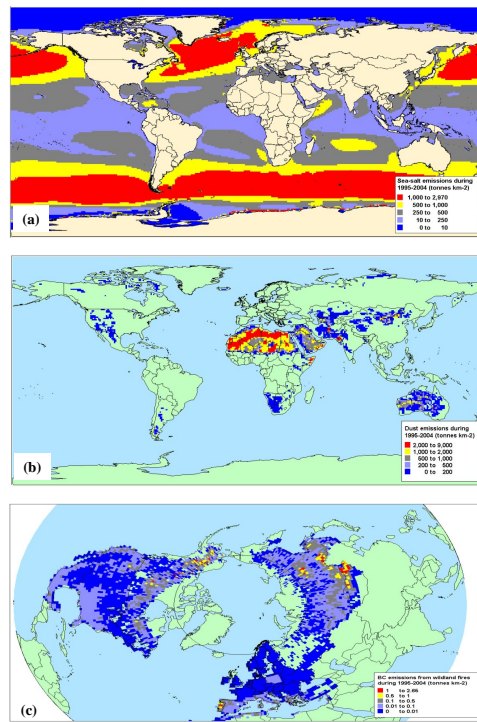 Sea-salt emissions during
1995-2004 (tonnes km-2)
1,000 to 2,970
500 to 1,000
250 to 500
10 to 250
0 to 10
(a)
Dust emissions during
1995-2004 (tonnes km-2)
2,000 to 9,000
1,000 to 2,000
500 to 1,000
200 to 500
0 to 200
(b)
BC emissions from wildland fires
during 1995-2004 (tonnes km-2)
1 to 2.65
0.5 to 1
0.1 to 0.5
0.01 to 0.1
0 to 0.01
(c)